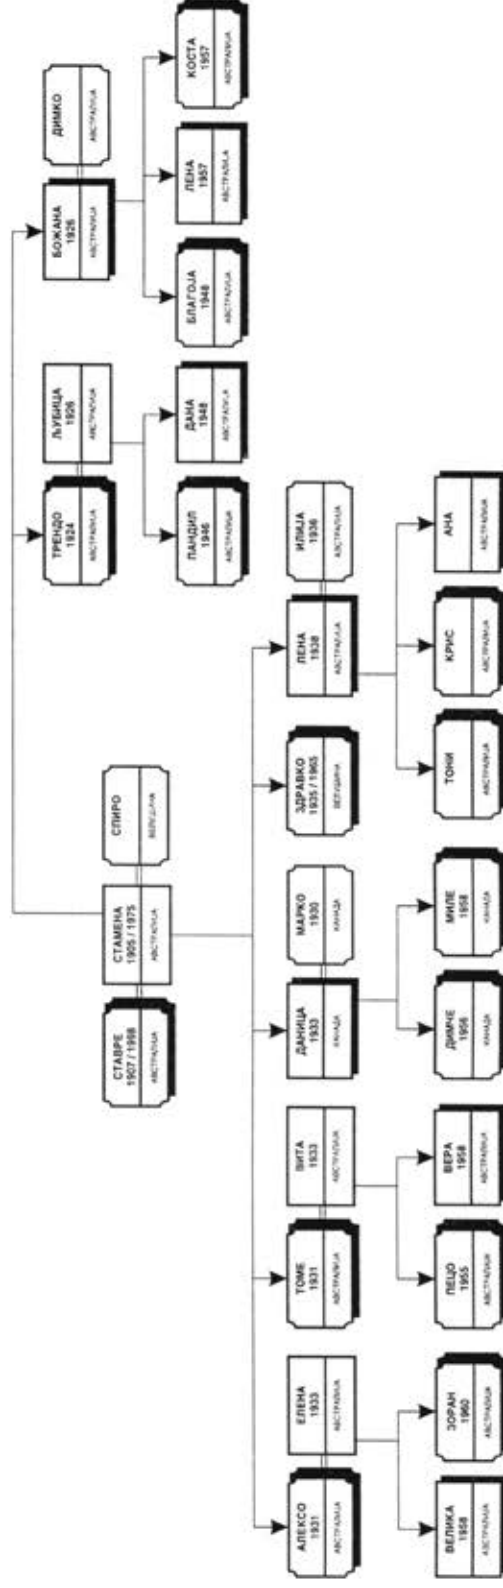 СТАВРЕ
1907 / 1998
АВСТРАЛИЈА
СТАМЕНА
1905 / 1975
АВСТРАЛИЈА
СПИРО
ВЕЛУШИНА
ТРЕНДО
1924
АВСТРАЛИЈА
ЉУБИЦА
1926
АВСТРАЛИЈА
БОЖАНА
1926
АВСТРАЛИЈА
ДИМКО
АВСТРАЛИЈА
ПАНДИЛ
1946
АВСТРАЛИЈА
ДАНА
1948
АВСТРАЛИЈА
БЛАГОЈА
1948
АВСТРАЛИЈА
ЛЕНА
1957
АВСТРАЛИЈА
КОСТА
1957
АВСТРАЛИЈА
АЛЕКСО
1931
АВСТРАЛИЈА
ЕЛЕНА
1933
АВСТРАЛИЈА
ТОМЕ
1931
АВСТРАЛИЈА
ВИТА
1933
АВСТРАЛИЈА
ДАНИЦА
1933
КАНАДА
МАРКО
1930
КАНАДА
ЗДРАВКО
1935 / 1965
ВЕЛУШИНА
ЛЕНА
1938
АВСТРАЛИЈА
ИЛИЈА
1936
АВСТРАЛИЈА
ВЕЛИКА
1958
АВСТРАЛИЈА
ЗОРАН
1960
АВСТРАЛИЈА
ПЕЦО
1955
АВСТРАЛИЈА
ВЕРА
1958
АВСТРАЛИЈА
ДИМЧЕ
1956
КАНАДА
МИЛЕ
1958
КАНАДА
ТОНИ
АВСТРАЛИЈА
КРИС
АВСТРАЛИЈА
АНА
АВСТРАЛИЈА